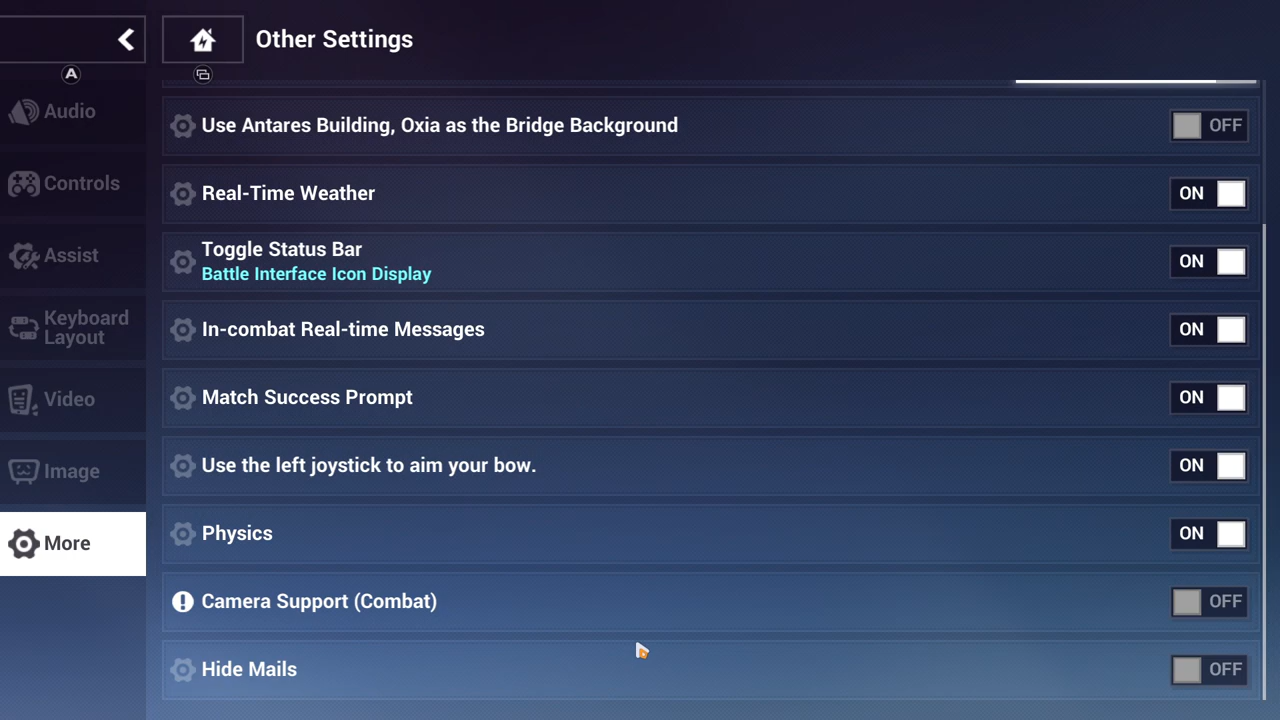 Other Settings
A
Audio
Controls
Assist
Keyboard
Layout
Video
Image
More
Use Antares Building, Oxia as the Bridge Background
OFF
Real-Time Weather
ON
Toggle Status Bar
Battle Interface Icon Display
ON
In-combat Real-time Messages
ON
Match Success Prompt
ON
Use the left joystick to aim your bow.
ON
Physics
ON
Camera Support (Combat)
OFF
Hide Mails
OFF